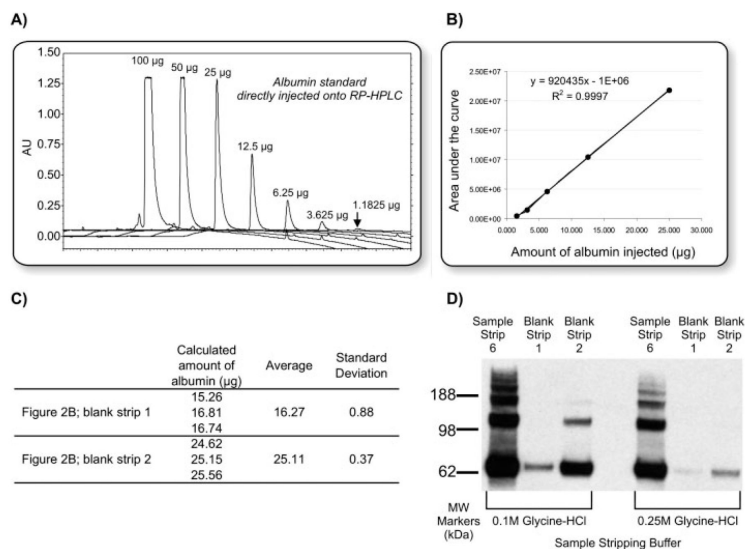 A)
1.50
1.25
1.00
0.75
0.50
0.25
0.00
AU
100 µg
50 µg
25 µg
12.5 µg
6.25 µg
3.625 µg
1.1825 µg
Albumin standard
directly injected onto RP-HPLC
B)
y = 920435x - 1E+06
R² = 0.9997
2.50E+07
2.00E+07
1.50E+07
1.00E+07
5.00E+06
0.00E+00
0.000 5.000 10.000 15.000 20.000 25.000 30.000
Area under the curve
Amount of albumin injected (µg)
C)
Calculated
amount of
albumin (µg)
Average
Standard
Deviation
Figure 2B; blank strip 1
15.26
16.81
16.74
16.27
0.88
Figure 2B; blank strip 2
24.62
25.15
25.56
25.11
0.37
D)
Sample Blank Blank Sample Blank Blank
Strip Strip Strip Strip Strip Strip
6 1 2 6 1 2
188
98
62
MW
Markers
(kDa)
0.1M Glycine-HCl
0.25M Glycine-HCl
Sample Stripping Buffer